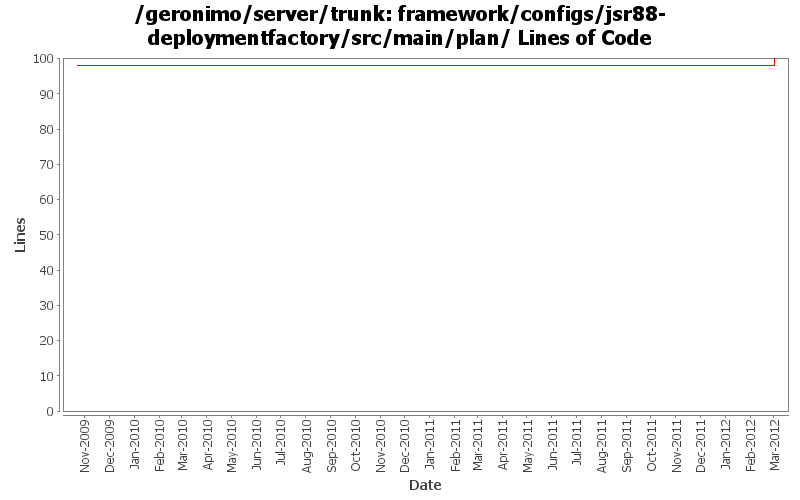 /geronimo/server/trunk: framework/configs/jsr88-
deploymentfactory/src/main/plan/ Lines of Code
100
90
80
70
60
50
40
30
20
10
0
Lines
Nov-2009
Dec-2009
Jan-2010
Feb-2010
Mar-2010
Apr-2010
May-2010
Jun-2010
Jul-2010
Aug-2010
Sep-2010
Oct-2010
Nov-2010
Dec-2010
Jan-2011
Feb-2011
Mar-2011
Apr-2011
May-2011
Jun-2011
Jul-2011
Aug-2011
Sep-2011
Oct-2011
Nov-2011
Dec-2011
Jan-2012
Feb-2012
Mar-2012
Date